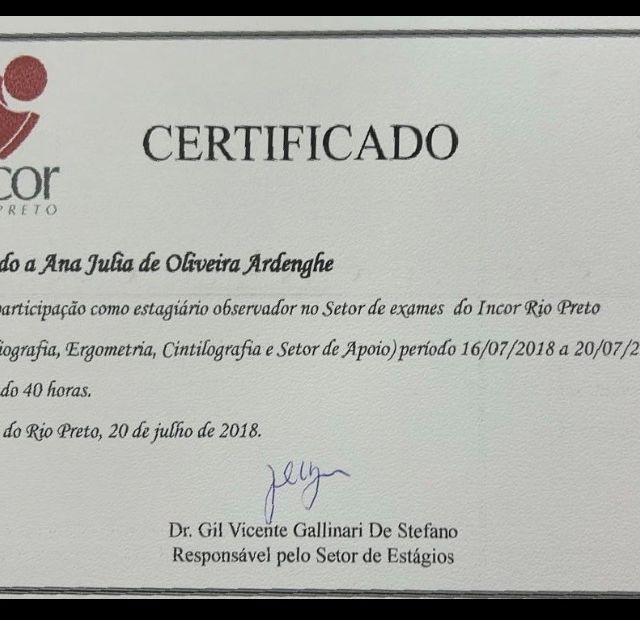 cor
PRETO
CERTIFICADO
do a Ana Julia de Oliveira Ardenghe
articipação como estagiário observador no Setor de exames do Incor Rio Preto
iografia, Ergometria, Cintilografia e Setor de Apoio) período 16/07/2018 a 20/07/2
do 40 horas.
do Rio Preto, 20 de julho de 2018.
Dr. Gil Vicente Gallinari De Stefano
Responsável pelo Setor de Estágios